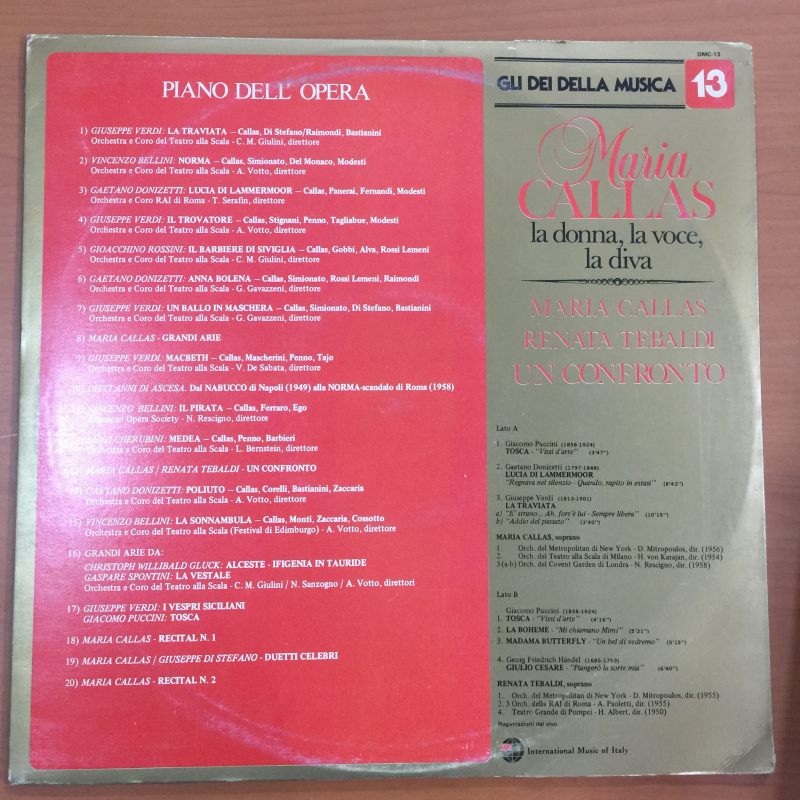 PIANO DELL' OPERA
1) GIUSEPPE VERDI: LA TRAVIATA – Callas, Di Stefano/Raimondi, Bastianini
Orchestra e Coro del Teatro alla Scala - C. M. Giulini, direttore
2) VINCENZO BELLINI: NORMA – Callas, Simionato, Del Monaco, Modesti
Orchestra e Coro del Teatro alla Scala - A. Votto, direttore
3) GAETANO DONIZETTI: LUCIA DI LAMMERMOOR – Callas, Panerai, Fernandi, Modesti
Orchestra e Coro RAI di Roma - T. Serafin, direttore
4) GIUSEPPE VERDI: IL TROVATORE – Callas, Stignani, Penno, Tagliabue, Modesti
Orchestra e Coro del Teatro alla Scala - A. Votto, direttore
5) GIOACCHINO ROSSINI: IL BARBIERE DI SIVIGLIA – Callas, Gobbi, Alva, Rossi Lemeni
Orchestra e Coro del Teatro alla Scala - C. M. Giulini, direttore
6) GAETANO DONIZETTI: ANNA BOLENA – Callas, Simionato, Rossi Lemeni, Raimondi
Orchestra e Coro del Teatro alla Scala - G. Gavazzeni, direttore
7) GIUSEPPE VERDI: UN BALLO IN MASCHERA – Callas, Simionato, Di Stefano, Bastianini
Orchestra e Coro del Teatro alla Scala - G. Gavazzeni, direttore
8) MARIA CALLAS - GRANDI ARIE
9) GIUSEPPE VERDI: MACBETH – Callas, Mascherini, Penno, Tajo
Orchestra e Coro del Teatro alla Scala - V. De Sabata, direttore
10) DIECI ANNI DI ASCESA. Dal NABUCCO di Napoli (1949) alla NORMA-scandalo di Roma (1958)
VINCENZO BELLINI: IL PIRATA – Callas, Ferraro, Ego
American Opera Society - N. Rescigno, direttore
LUIGI CHERUBINI: MEDEA – Callas, Penno, Barbieri
Orchestra e Coro del Teatro alla Scala - L. Bernstein, direttore
MARIA CALLAS / RENATA TEBALDI - UN CONFRONTO
14) GAETANO DONIZETTI: POLIUTO – Callas, Corelli, Bastianini, Zaccaria
Orchestra e Coro del Teatro alla Scala - A. Votto, direttore
15) VINCENZO BELLINI: LA SONNAMBULA – Callas, Monti, Zaccaria, Cossotto
Orchestra e Coro del Teatro alla Scala (Festival di Edimburgo) - A. Votto, direttore
16) GRANDI ARIE DA:
CHRISTOPH WILLIBALD GLUCK: ALCESTE - IFIGENIA IN TAURIDE
GASPARE SPONTINI: LA VESTALE
Orchestra e Coro del Teatro alla Scala - C. M. Giulini / N. Sanzogno / A. Votto, direttori
17) GIUSEPPE VERDI: I VESPRI SICILIANI
GIACOMO PUCCINI: TOSCA
18) MARIA CALLAS - RECITAL N. 1
19) MARIA CALLAS / GIUSEPPE DI STEFANO - DUETTI CELEBRI
20) MARIA CALLAS - RECITAL N. 2
DMC-13
GLI DEI DELLA MUSICA 13
Maria
CALLAS
la donna, la voce,
la diva
MARIA CALLAS
RENATA TEBALDI
UN CONFRONTO
Lato A
1. Giacomo Puccini (1858-1924)
TOSCA - "Vissi d'arte" (3'47")
2. Gaetano Donizetti (1797-1848)
LUCIA DI LAMMERMOOR
"Regnava nel silenzio - Quando, rapito in estasi" (8'43")
3. Giuseppe Verdi (1813-1901)
LA TRAVIATA
a) "E' strano... Ah, fors'è lui - Sempre libera" (10'15")
b) "Addio del passato" (3'40")
MARIA CALLAS, soprano
1. Orch. del Metropolitan di New York - D. Mitropoulos, dir. (1956)
2. Orch. del Teatro alla Scala di Milano - H. von Karajan, dir. (1954)
3 (a-b) Orch. del Covent Garden di Londra - N. Rescigno, dir. (1958)
Lato B
Giacomo Puccini (1858-1924)
1. TOSCA - "Vissi d'arte" (4'16")
2. LA BOHEME - "Mi chiamano Mimì" (5'31")
3. MADAMA BUTTERFLY - "Un bel dì vedremo" (5'15")
4. Georg Friedrich Händel (1685-1759)
GIULIO CESARE - "Piangerò la sorte mia" (6'40")
RENATA TEBALDI, soprano
1. Orch. del Metropolitan di New York - D. Mitropoulos, dir. (1955)
2. 3 Orch. della RAI di Roma - A. Paoletti, dir. (1955)
4. Teatro Grande di Pompei - H. Albert, dir. (1950)
Registrazioni dal vivo
International Music of Italy